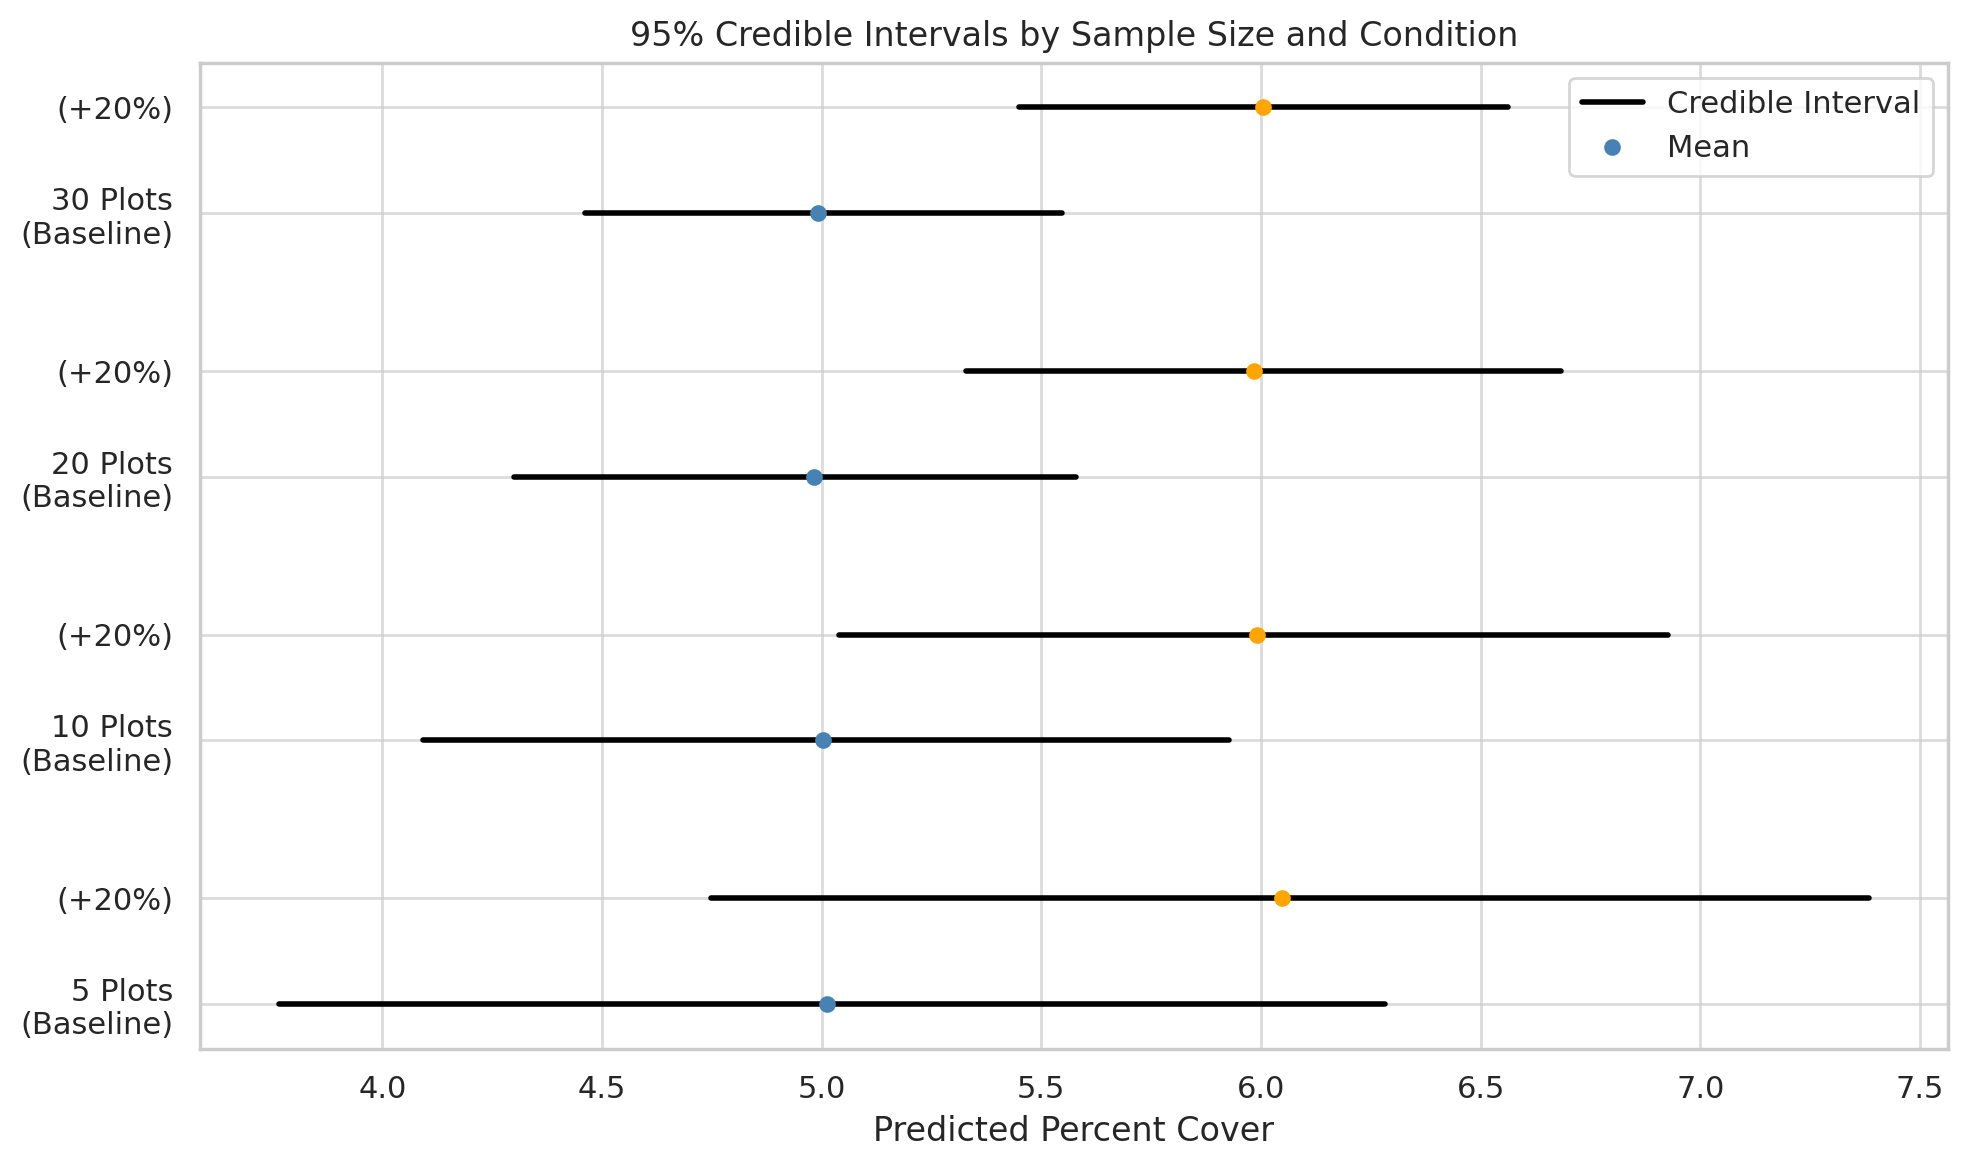 95% Credible Intervals by Sample Size and Condition
Credible Interval
Mean
(+20%)
30 Plots
(Baseline)
(+20%)
20 Plots
(Baseline)
(+20%)
10 Plots
(Baseline)
(+20%)
5 Plots
(Baseline)
4.0 4.5 5.0 5.5 6.0 6.5 7.0 7.5
Predicted Percent Cover